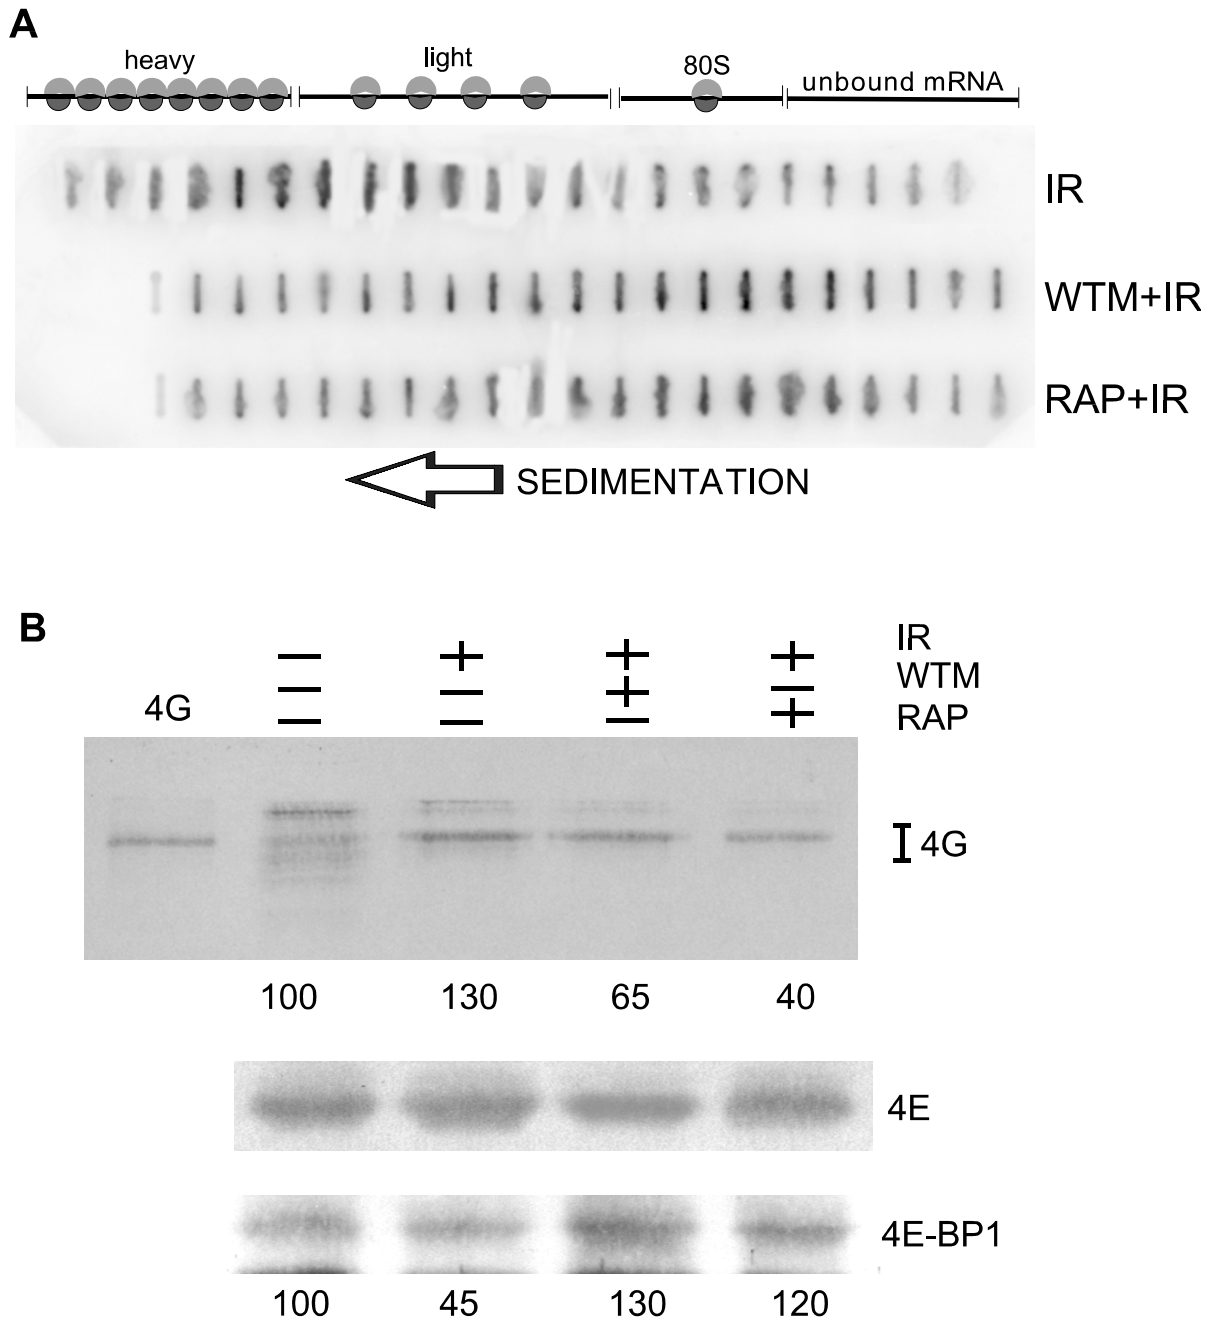 A
heavy
light
80S
unbound mRNA
IR
WTM+IR
RAP+IR
SEDIMENTATION
B
− + + + IR
− − + − WTM
4G − − − + RAP
4G
100 130 65 40
4E
4E-BP1
100 45 130 120